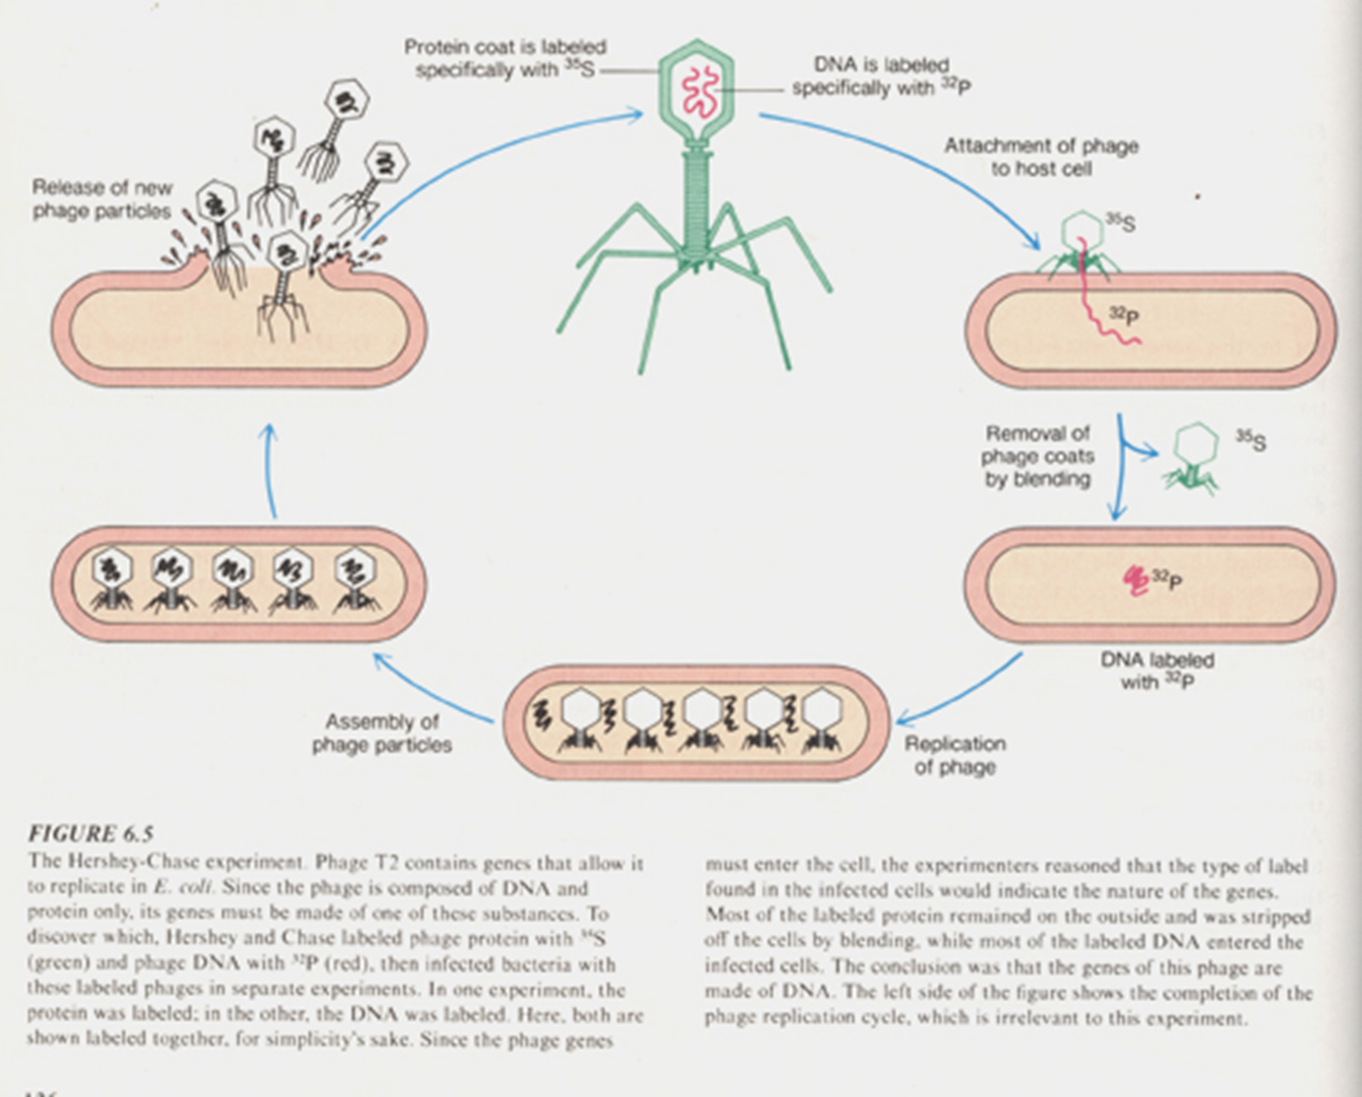 Protein coat is labeled
specifically with ³⁵S
DNA is labeled
specifically with ³²P
Attachment of phage
to host cell
³⁵S
³²P
Removal of
phage coats
by blending
³⁵S
³²P
DNA labeled
with ³²P
Replication
of phage
Assembly of
phage particles
Release of new
phage particles
FIGURE 6.5
The Hershey-Chase experiment. Phage T2 contains genes that allow it
to replicate in E. coli. Since the phage is composed of DNA and
protein only, its genes must be made of one of these substances. To
discover which, Hershey and Chase labeled phage protein with S
(green) and phage DNA with ³²P (red), then infected bacteria with
these labeled phages in separate experiments. In one experiment, the
protein was labeled; in the other, the DNA was labeled. Here, both are
shown labeled together, for simplicity's sake. Since the phage genes
must enter the cell, the experimenters reasoned that the type of label
found in the infected cells would indicate the nature of the genes.
Most of the labeled protein remained on the outside and was stripped
off the cells by blending, while most of the labeled DNA entered the
infected cells. The conclusion was that the genes of this phage are
made of DNA. The left side of the figure shows the completion of the
phage replication cycle, which is irrelevant to this experiment.